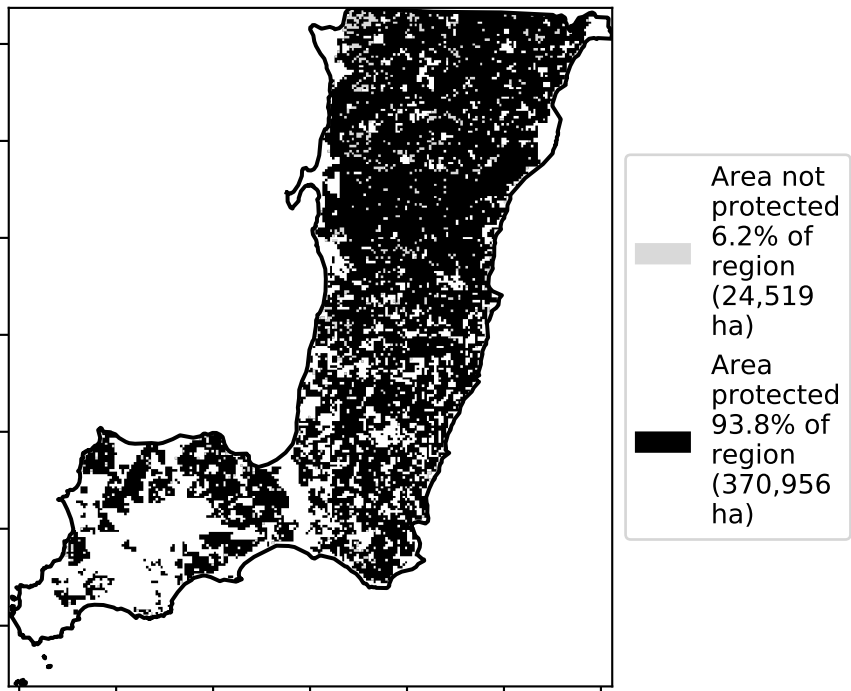 Area not
protected
6.2% of
region
(24,519
ha)
Area
protected
93.8% of
region
(370,956
ha)